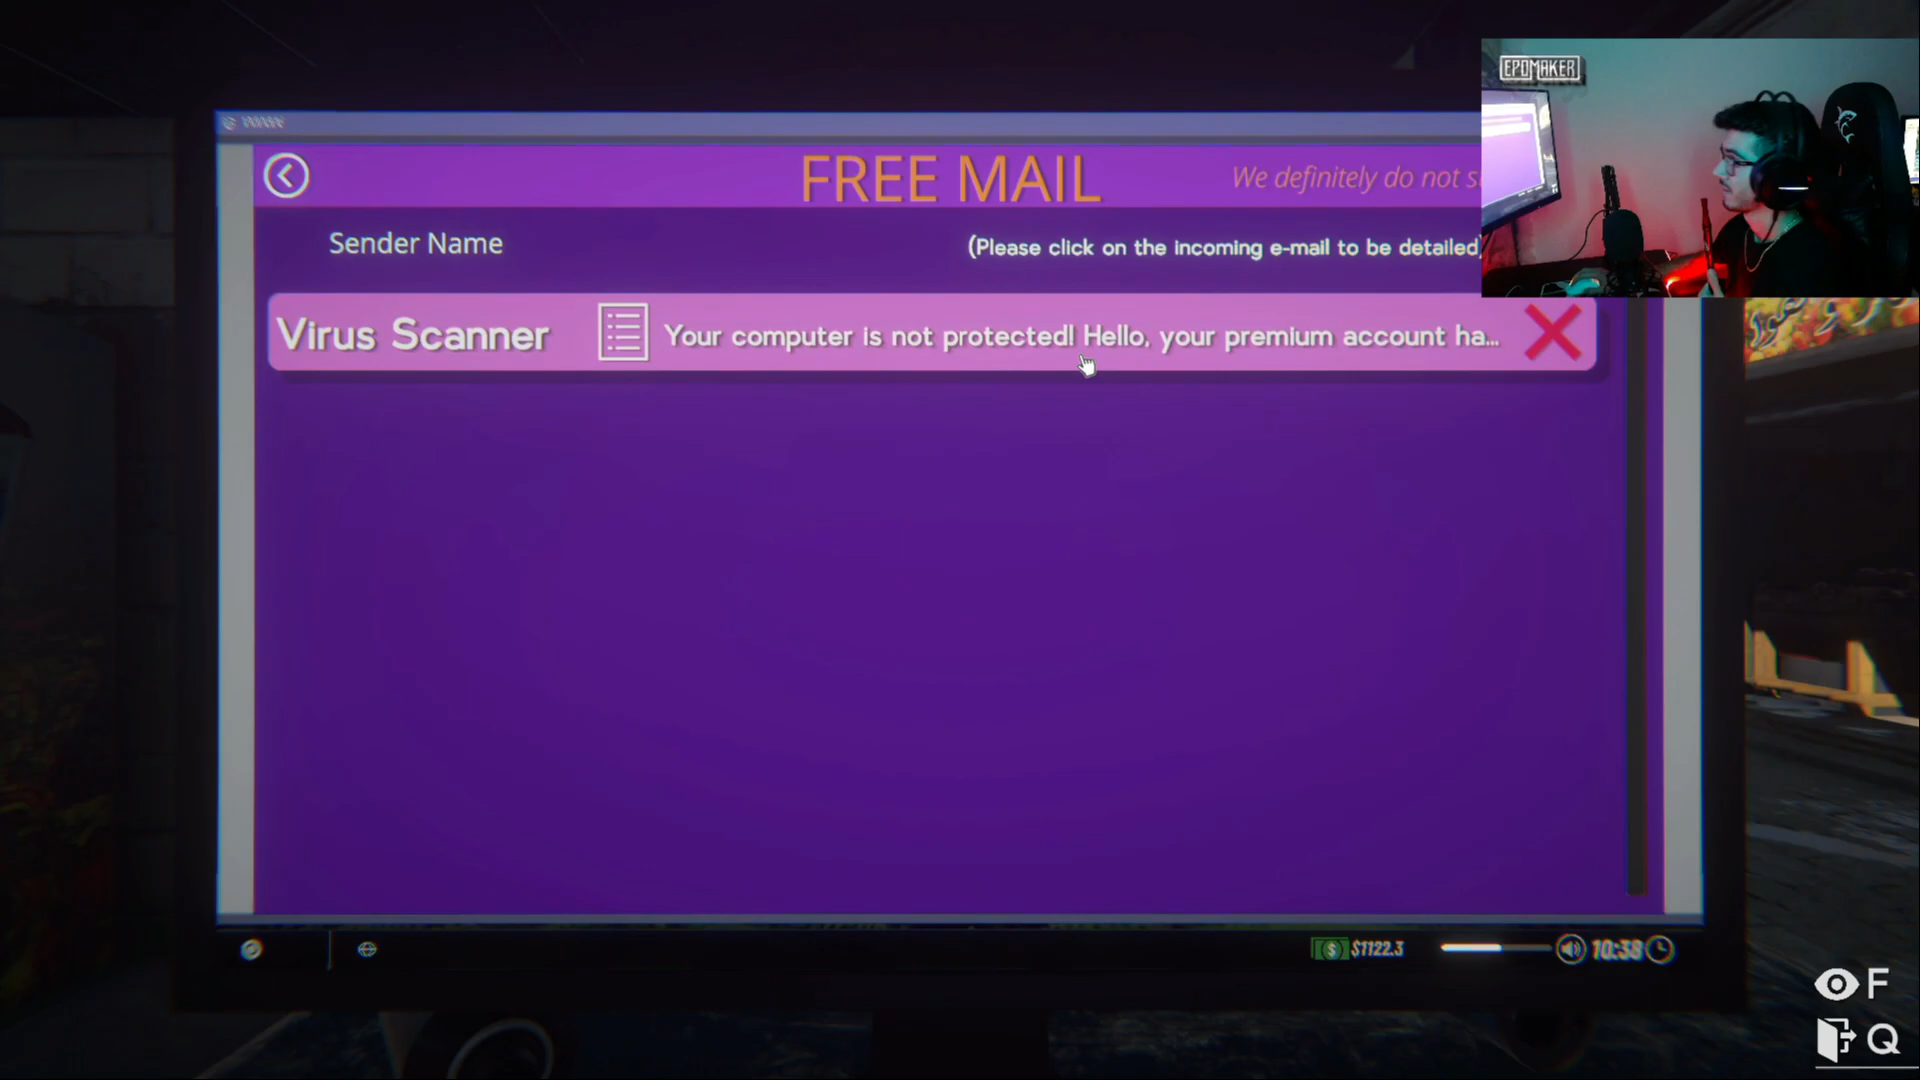 EPOMAKER
WWW
FREE MAIL
We definitely do not s
Sender Name
(Please click on the incoming e-mail to be detailed)
Virus Scanner
Your computer is not protected! Hello, your premium account ha...
$1122.3
10:38
F
Q